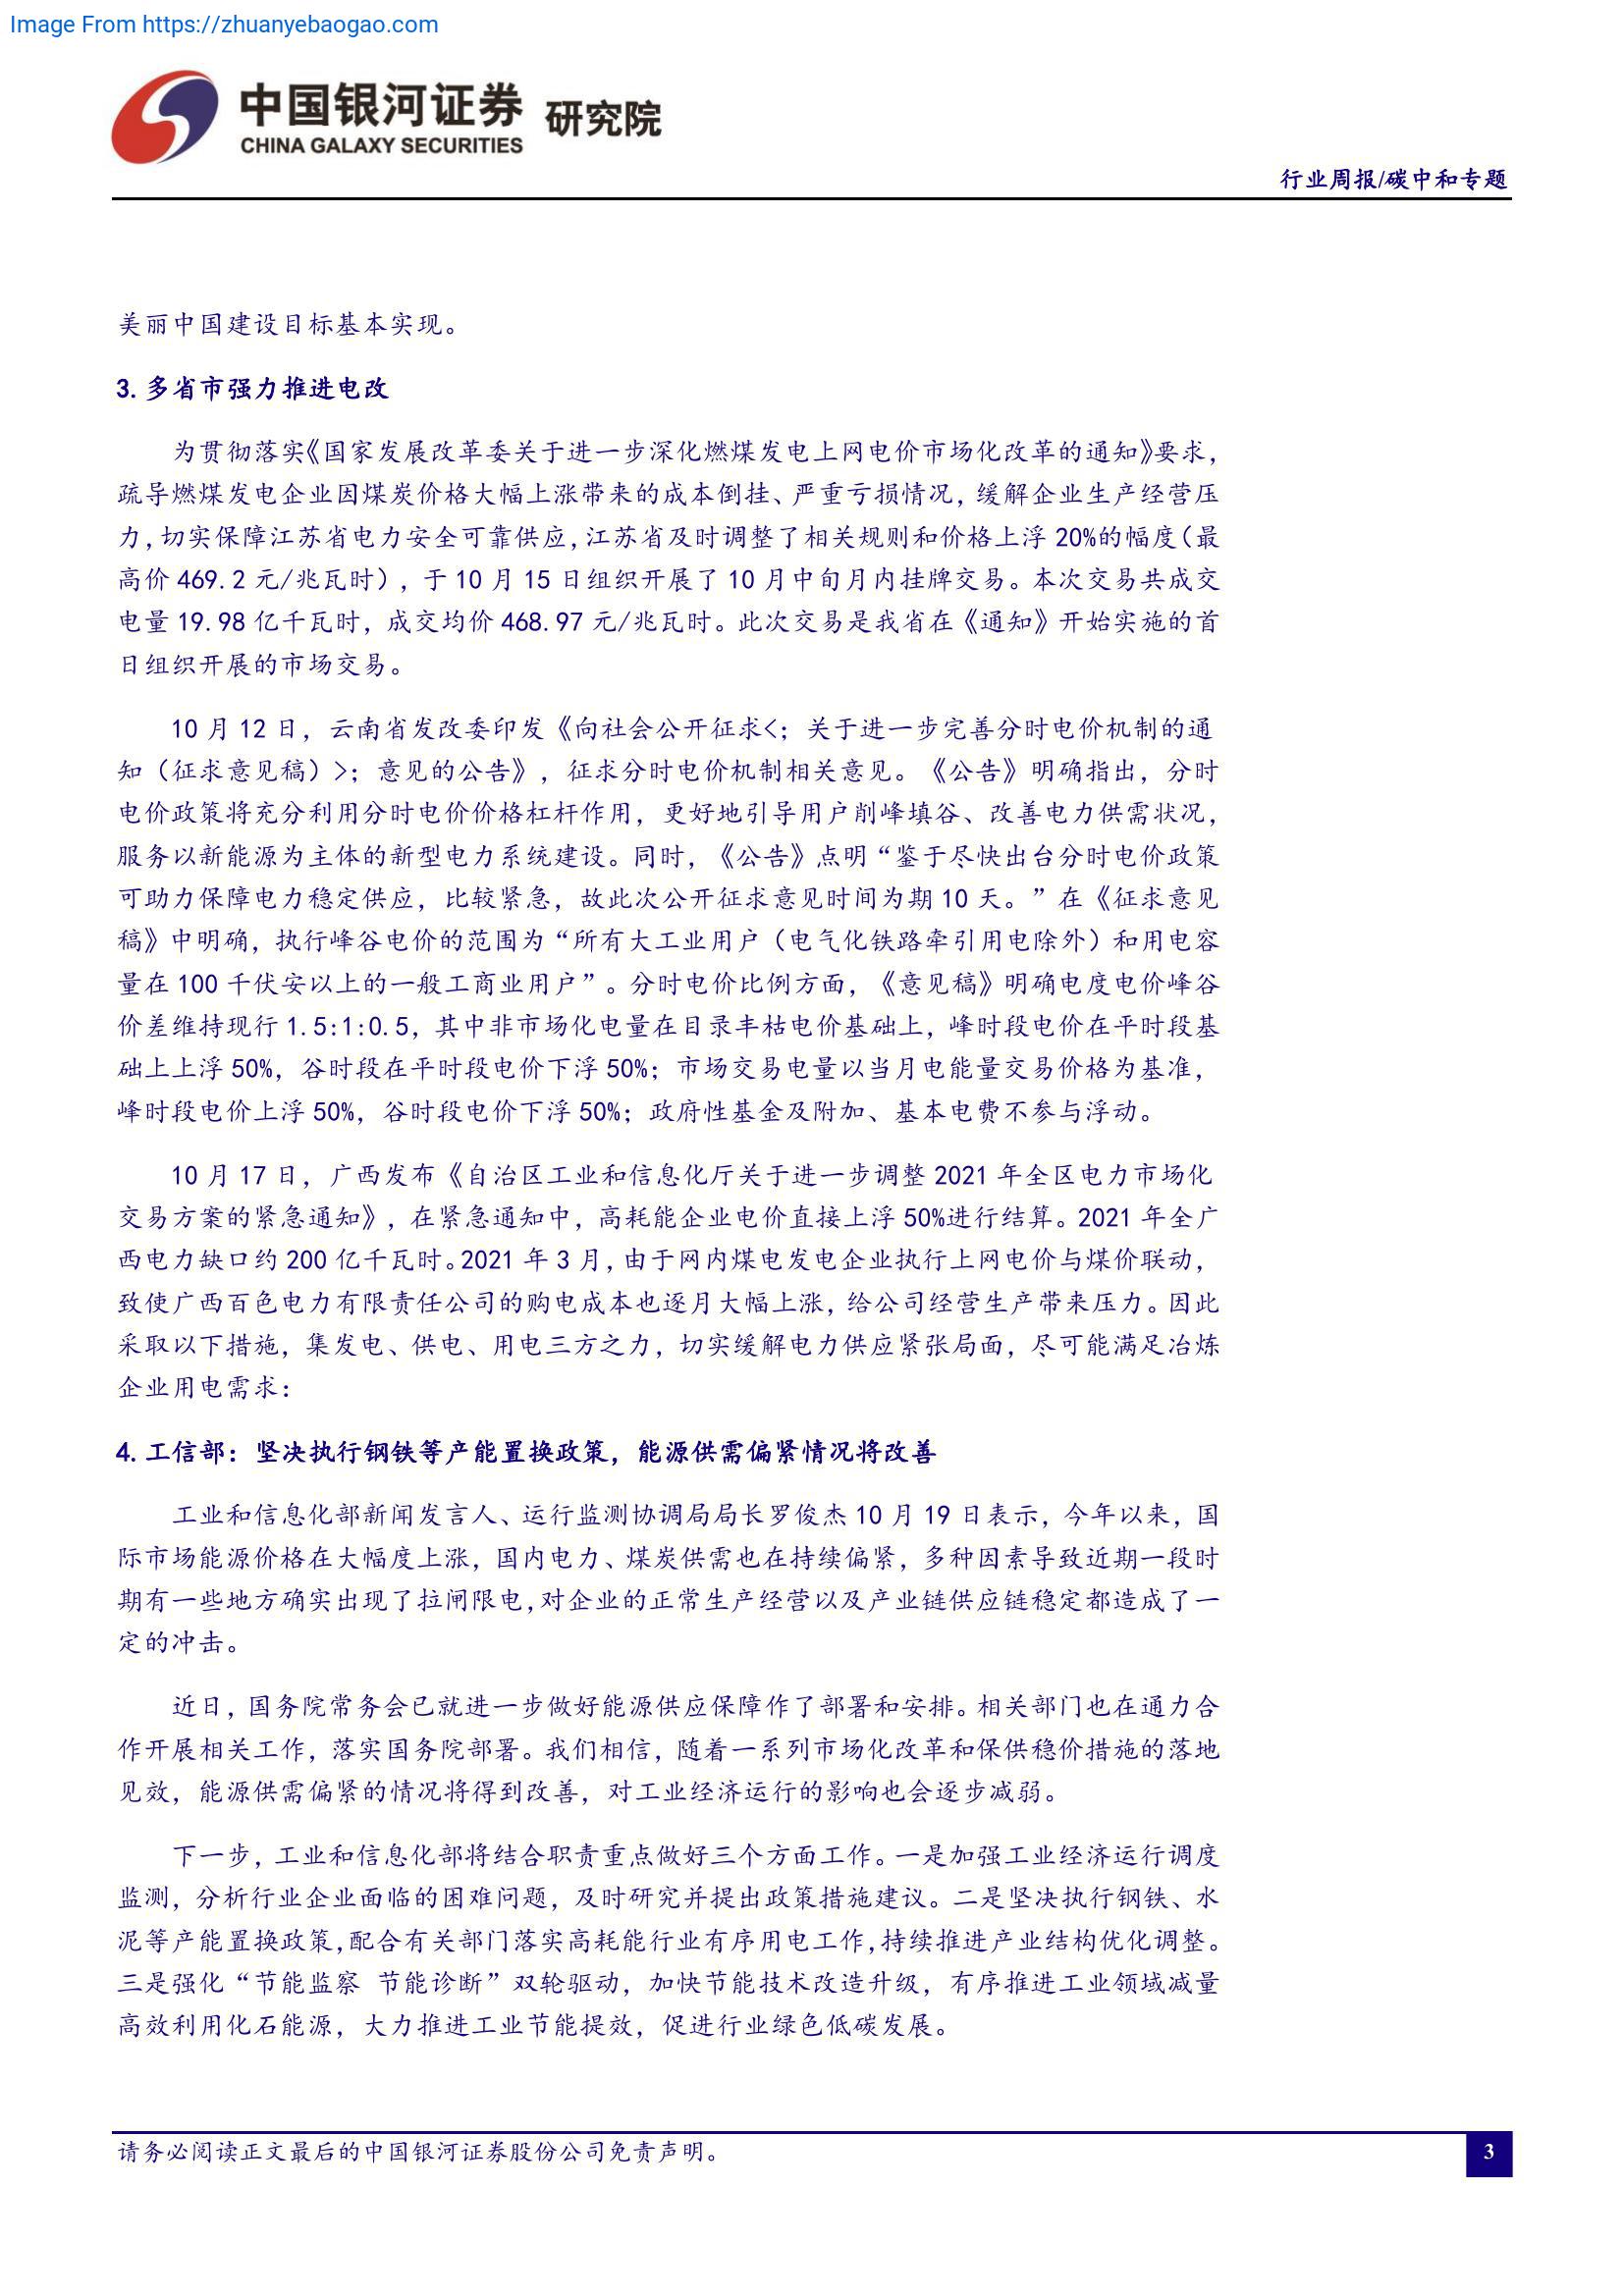 Image From https://zhuanyebaogao.com
中国银河证券 研究院
CHINA GALAXY SECURITIES
行业周报/碳中和专题
美丽中国建设目标基本实现。
3. 多省市强力推进电改
为贯彻落实《国家发展改革委关于进一步深化燃煤发电上网电价市场化改革的通知》要求，
疏导燃煤发电企业因煤炭价格大幅上涨带来的成本倒挂、严重亏损情况，缓解企业生产经营压
力，切实保障江苏省电力安全可靠供应，江苏省及时调整了相关规则和价格上浮 20%的幅度（最
高价 469.2 元/兆瓦时），于 10 月 15 日组织开展了 10 月中旬月内挂牌交易。本次交易共成交
电量 19.98 亿千瓦时，成交均价 468.97 元/兆瓦时。此次交易是我省在《通知》开始实施的首
日组织开展的市场交易。
10 月 12 日，云南省发改委印发《向社会公开征求<；关于进一步完善分时电价机制的通
知（征求意见稿）>；意见的公告》，征求分时电价机制相关意见。《公告》明确指出，分时
电价政策将充分利用分时电价价格杠杆作用，更好地引导用户削峰填谷、改善电力供需状况，
服务以新能源为主体的新型电力系统建设。同时，《公告》点明“鉴于尽快出台分时电价政策
可助力保障电力稳定供应，比较紧急，故此次公开征求意见时间为期 10 天。”在《征求意见
稿》中明确，执行峰谷电价的范围为“所有大工业用户（电气化铁路牵引用电除外）和用电容
量在 100 千伏安以上的一般工商业用户”。分时电价比例方面，《意见稿》明确电度电价峰谷
价差维持现行 1.5:1:0.5，其中非市场化电量在目录丰枯电价基础上，峰时段电价在平时段基
础上上浮 50%，谷时段在平时段电价下浮 50%；市场交易电量以当月电能量交易价格为基准，
峰时段电价上浮 50%，谷时段电价下浮 50%；政府性基金及附加、基本电费不参与浮动。
10 月 17 日，广西发布《自治区工业和信息化厅关于进一步调整 2021 年全区电力市场化
交易方案的紧急通知》，在紧急通知中，高耗能企业电价直接上浮 50%进行结算。2021 年全广
西电力缺口约 200 亿千瓦时。2021 年 3 月，由于网内煤电发电企业执行上网电价与煤价联动，
致使广西百色电力有限责任公司的购电成本也逐月大幅上涨，给公司经营生产带来压力。因此
采取以下措施，集发电、供电、用电三方之力，切实缓解电力供应紧张局面，尽可能满足冶炼
企业用电需求：
4. 工信部：坚决执行钢铁等产能置换政策，能源供需偏紧情况将改善
工业和信息化部新闻发言人、运行监测协调局局长罗俊杰 10 月 19 日表示，今年以来，国
际市场能源价格在大幅度上涨，国内电力、煤炭供需也在持续偏紧，多种因素导致近期一段时
期有一些地方确实出现了拉闸限电，对企业的正常生产经营以及产业链供应链稳定都造成了一
定的冲击。
近日，国务院常务会已就进一步做好能源供应保障作了部署和安排。相关部门也在通力合
作开展相关工作，落实国务院部署。我们相信，随着一系列市场化改革和保供稳价措施的落地
见效，能源供需偏紧的情况将得到改善，对工业经济运行的影响也会逐步减弱。
下一步，工业和信息化部将结合职责重点做好三个方面工作。一是加强工业经济运行调度
监测，分析行业企业面临的困难问题，及时研究并提出政策措施建议。二是坚决执行钢铁、水
泥等产能置换政策，配合有关部门落实高耗能行业有序用电工作，持续推进产业结构优化调整。
三是强化“节能监察 节能诊断”双轮驱动，加快节能技术改造升级，有序推进工业领域减量
高效利用化石能源，大力推进工业节能提效，促进行业绿色低碳发展。
请务必阅读正文最后的中国银河证券股份公司免责声明。
3